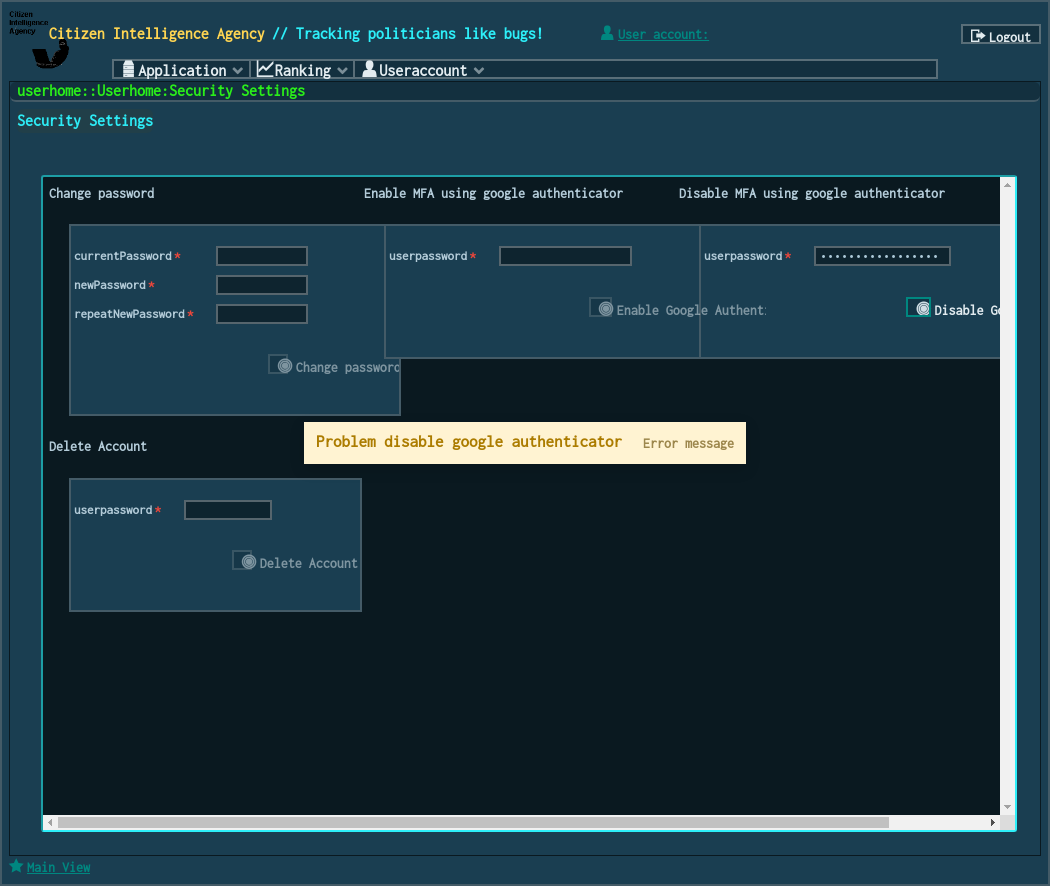 Citizen
Intelligence
Agency
Citizen Intelligence Agency // Tracking politicians like bugs!
User account:
Logout
Application Ranking Useraccount
userhome::Userhome:Security Settings
Security Settings
Change password Enable MFA using google authenticator Disable MFA using google authenticator
currentPassword* userpassword* userpassword* •••••••••••••••••
newPassword*
repeatNewPassword*
Enable Google Authent: Disable Go
Change password
Problem disable google authenticator Error message
Delete Account
userpassword*
Delete Account
Main View